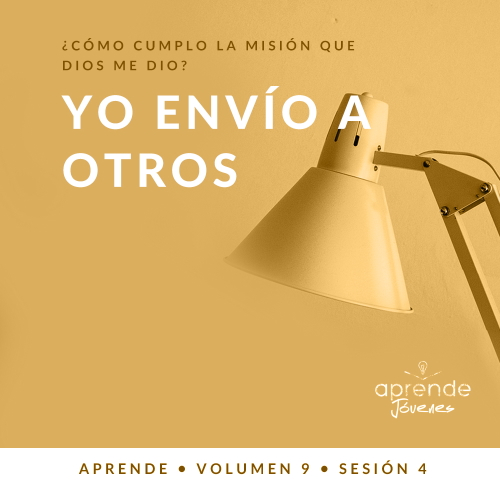 ¿CÓMO CUMPLO LA MISIÓN QUE
DIOS ME DIO?
YO ENVÍO A
OTROS
aprende
Jóvenes
APRENDE • VOLUMEN 9 • SESIÓN 4